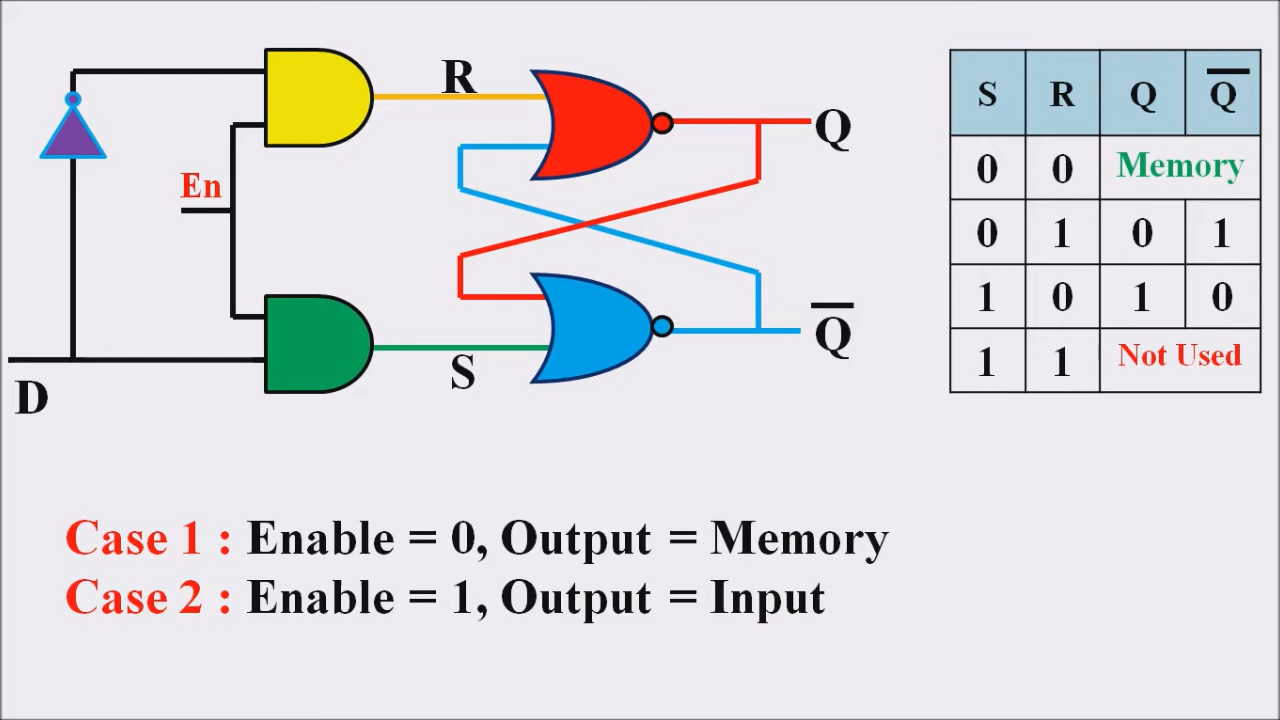 R
Q
En
D
S
Q̅
S R Q Q̅
0 0 Memory
0 1 0 1
1 0 1 0
1 1 Not Used
Case 1 : Enable = 0, Output = Memory
Case 2 : Enable = 1, Output = Input